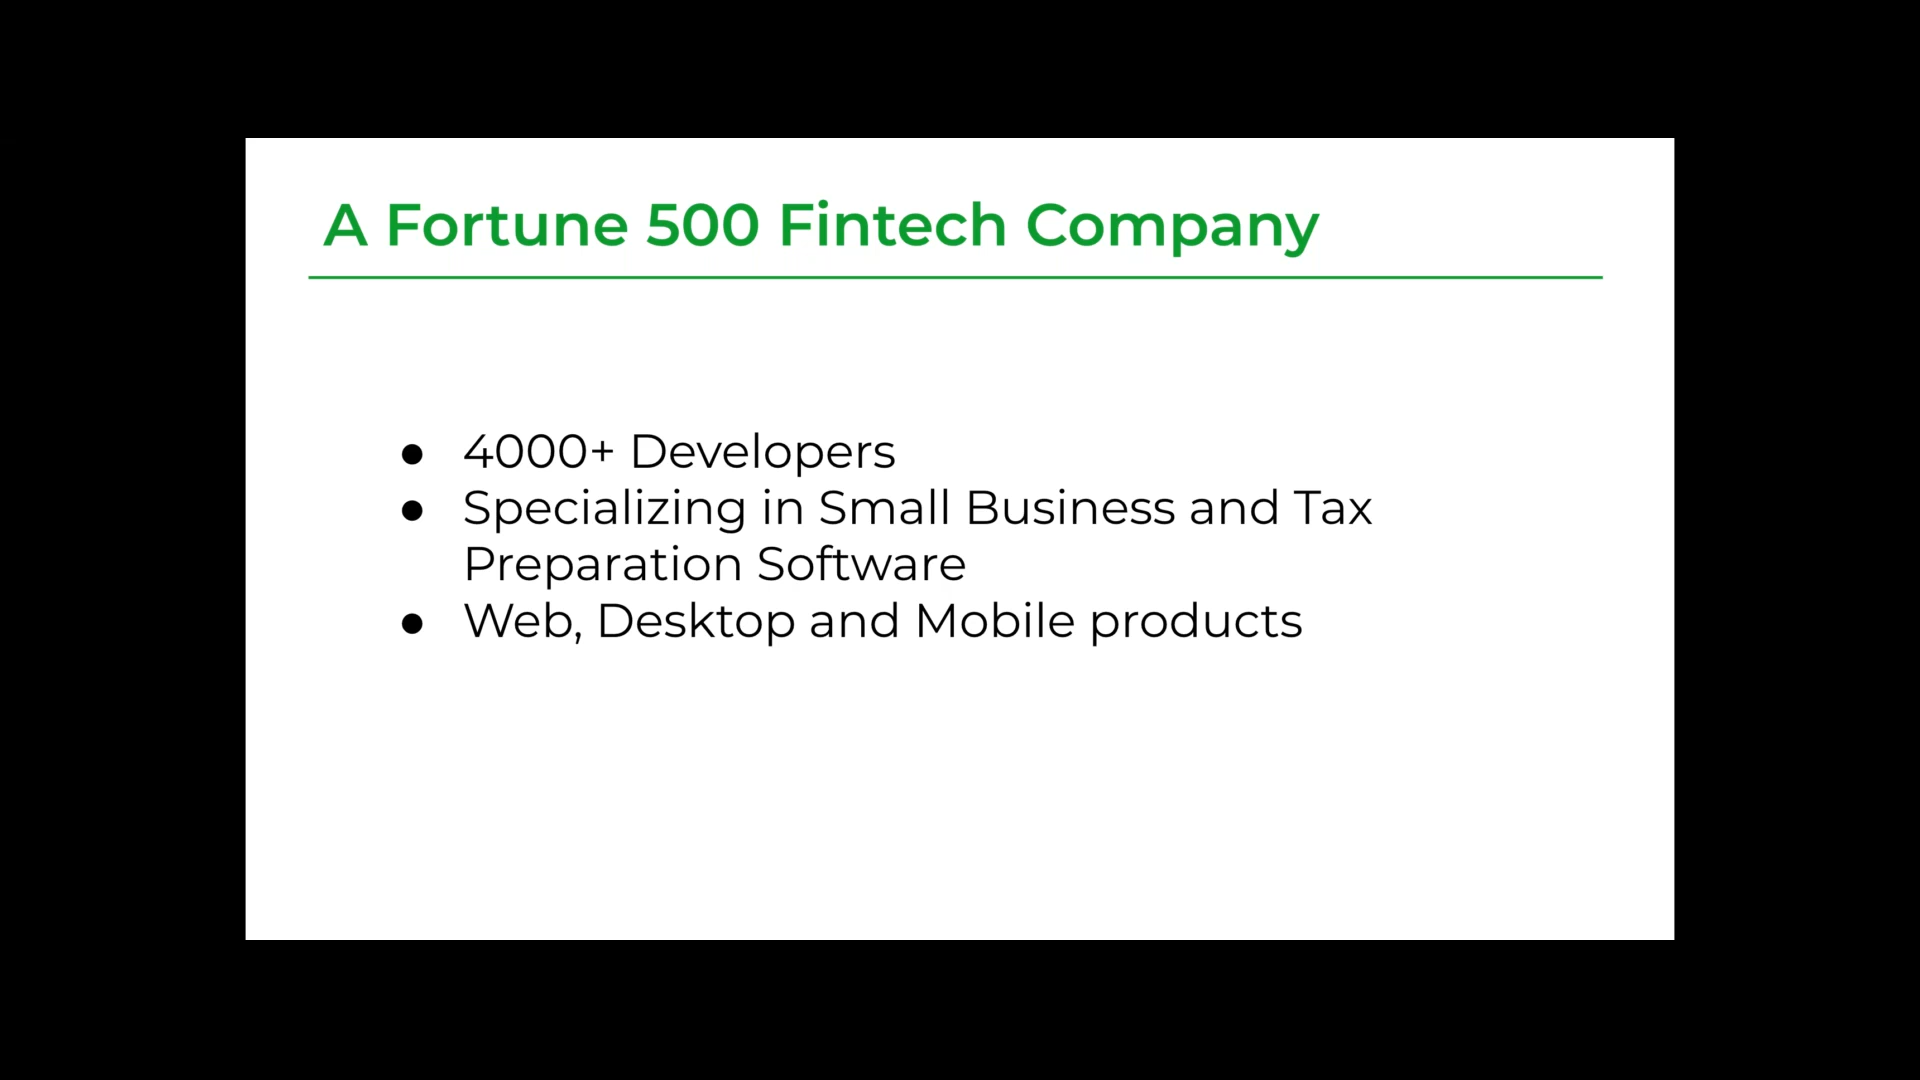 A Fortune 500 Fintech Company
● 4000+ Developers
● Specializing in Small Business and Tax
Preparation Software
● Web, Desktop and Mobile products